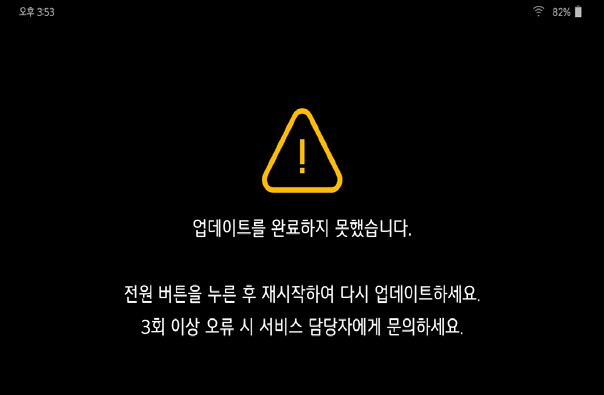 오후 3:53
82%
업데이트를 완료하지 못했습니다.
전원 버튼을 누른 후 재시작하여 다시 업데이트하세요.
3회 이상 오류 시 서비스 담당자에게 문의하세요.